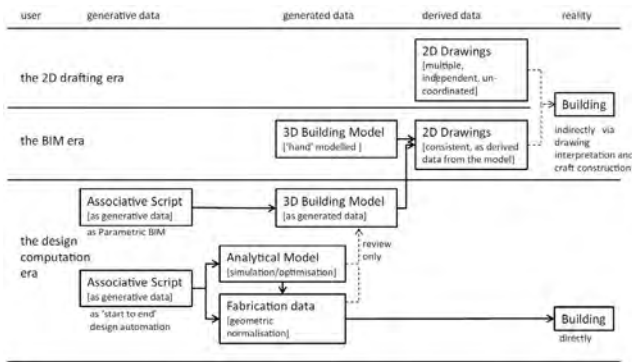 user generative data generated data derived data reality
the 2D drafting era
2D Drawings
[multiple,
independent, un-
coordinated]
Building
indirectly via
drawing
interpretation and
craft construction
the BIM era
3D Building Model
['hand' modelled ]
2D Drawings
[consistent, as derived
data from the model]
the design
computation
era
Associative Script
[as generative data]
as Parametric BIM
3D Building Model
[as generated data]
review
only
Analytical Model
[simulation/optimisation]
Associative Script
[as generative data]
as 'start to end'
design automation
Fabrication data
[geometric
normalisation]
Building
directly